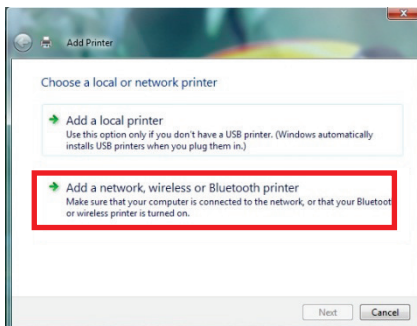 Add Printer
Choose a local or network printer
Add a local printer
Use this option only if you don't have a USB printer. (Windows automatically
installs USB printers when you plug them in.)
Add a network, wireless or Bluetooth printer
Make sure that your computer is connected to the network, or that your Bluetoot
or wireless printer is turned on.
Next Cancel